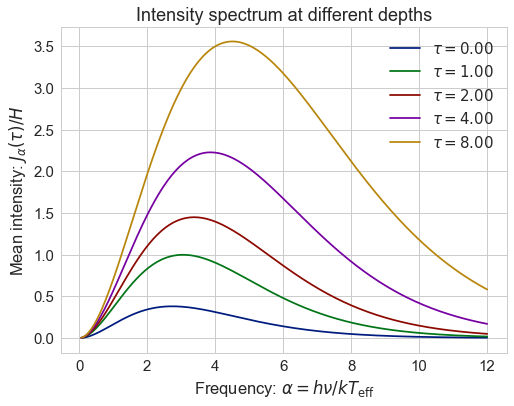 Intensity spectrum at different depths
Mean intensity: Jα(τ)/H
3.5
3.0
2.5
2.0
1.5
1.0
0.5
0.0
τ = 0.00
τ = 1.00
τ = 2.00
τ = 4.00
τ = 8.00
0 2 4 6 8 10 12
Frequency: α = hν/kTeff